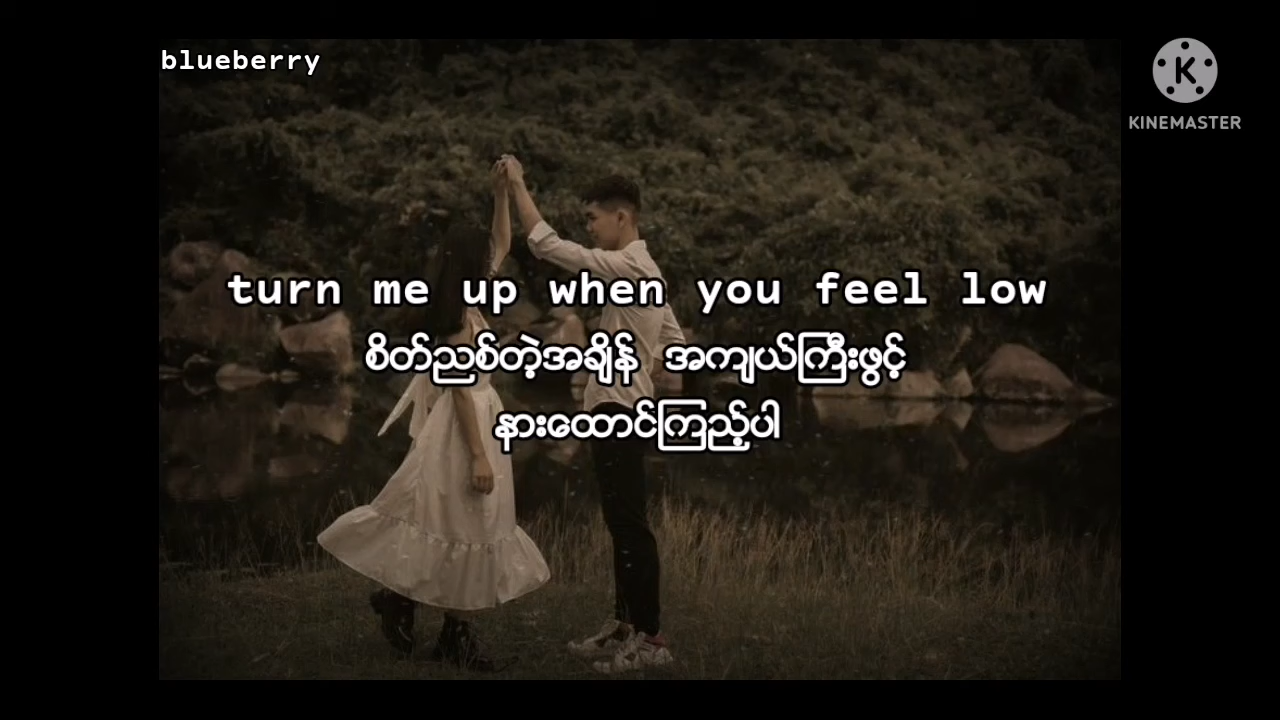 blueberry
KINEMASTER
turn me up when you feel low
စိတ်ညစ်တဲ့အချိန် အကျယ်ကြီးဖွင့်
နားထောင်ကြည့်ပါ